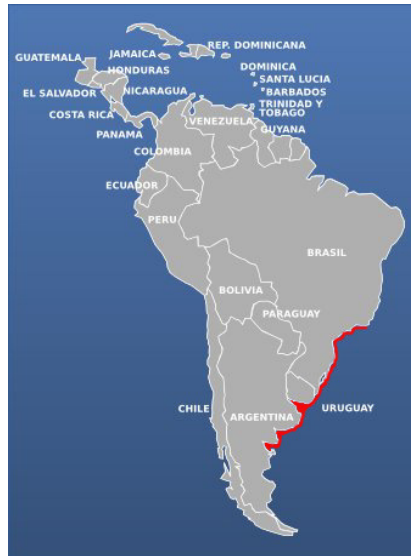 REP. DOMINICANA
JAMAICA
GUATEMALA
HONDURAS
DOMINICA
SANTA LUCIA
EL SALVADOR
NICARAGUA
BARBADOS
TRINIDAD Y
TOBAGO
COSTA RICA
VENEZUELA
GUYANA
PANAMA
COLOMBIA
ECUADOR
PERU
BRASIL
BOLIVIA
PARAGUAY
CHILE
URUGUAY
ARGENTINA